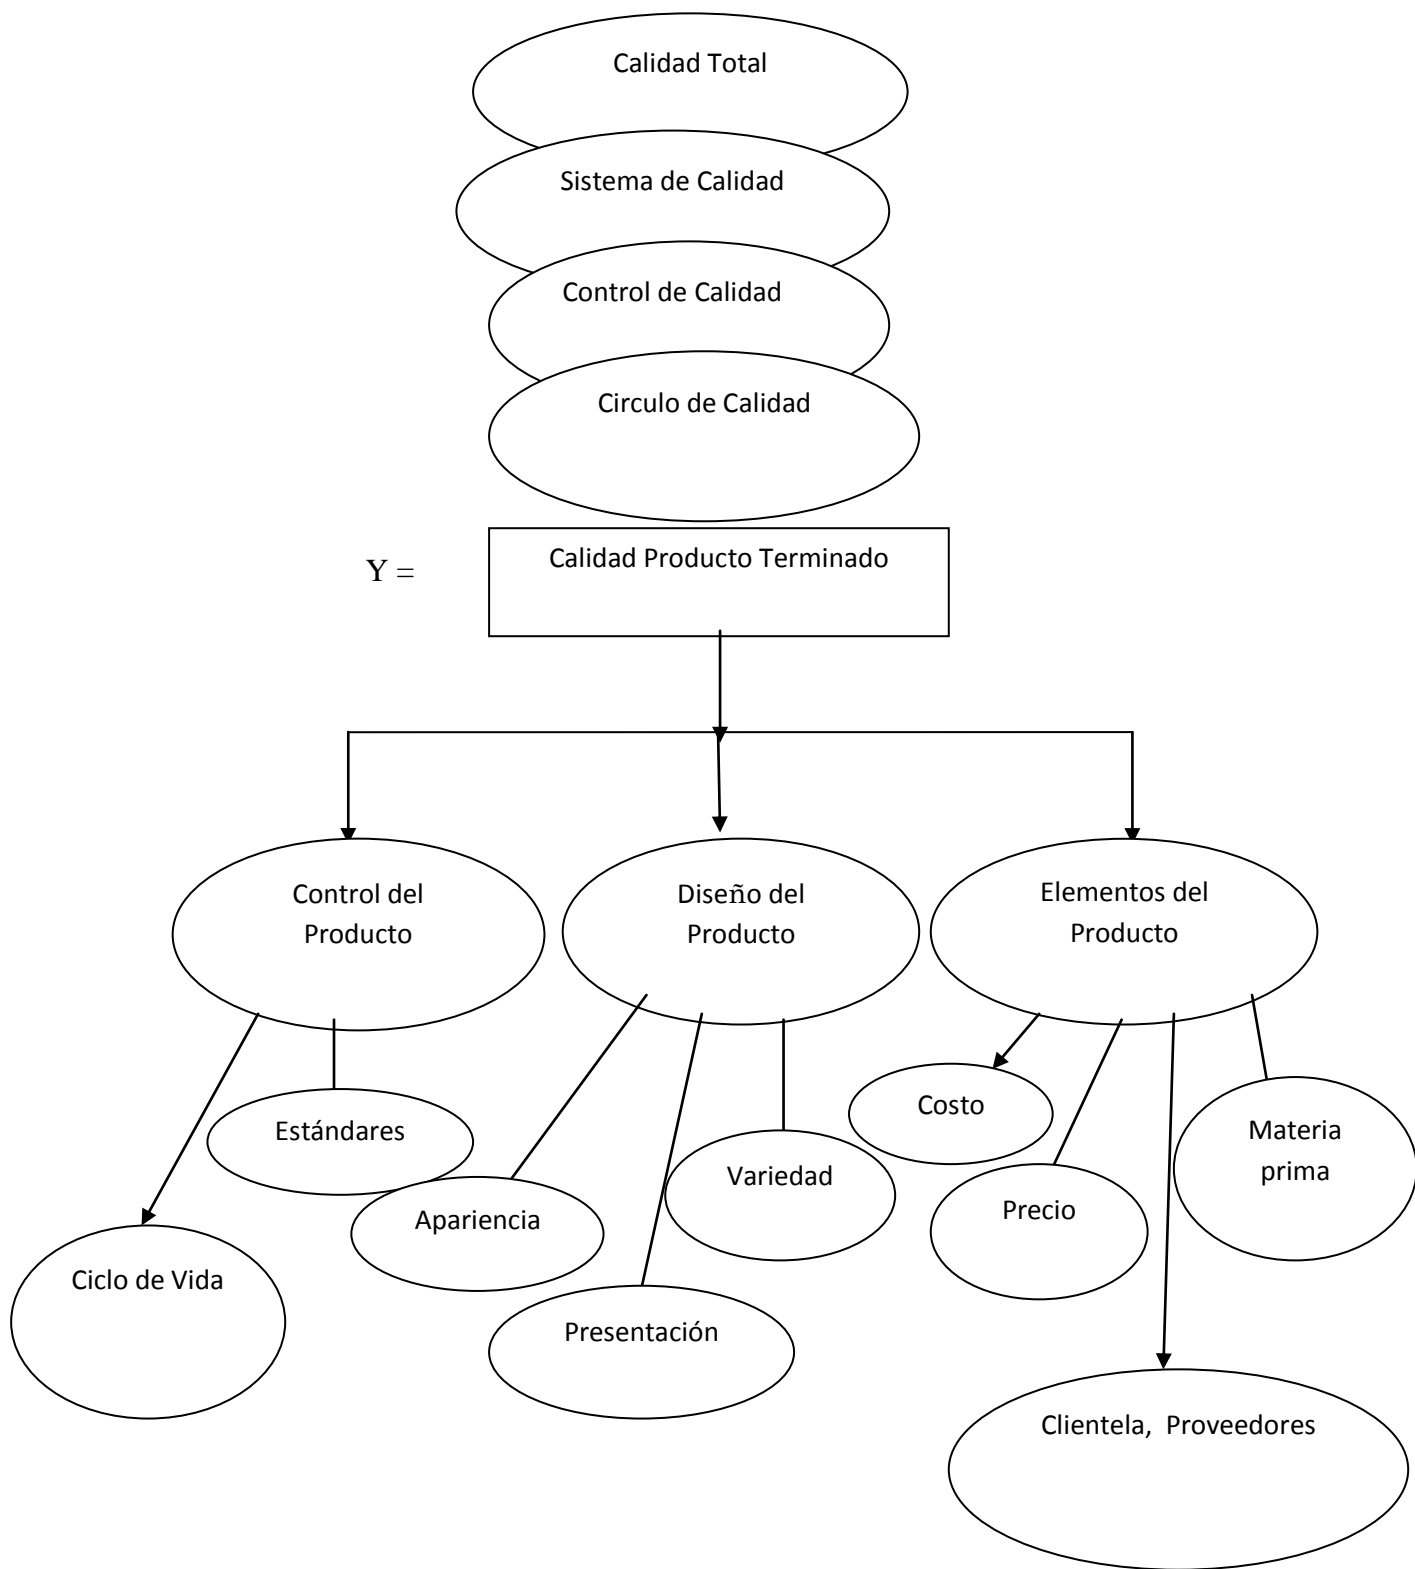 Calidad Total
Sistema de Calidad
Control de Calidad
Circulo de Calidad
Y =
Calidad Producto Terminado
Control del
Producto
Diseño del
Producto
Elementos del
Producto
Costo
Estándares
Materia
prima
Variedad
Precio
Apariencia
Ciclo de Vida
Presentación
Clientela, Proveedores